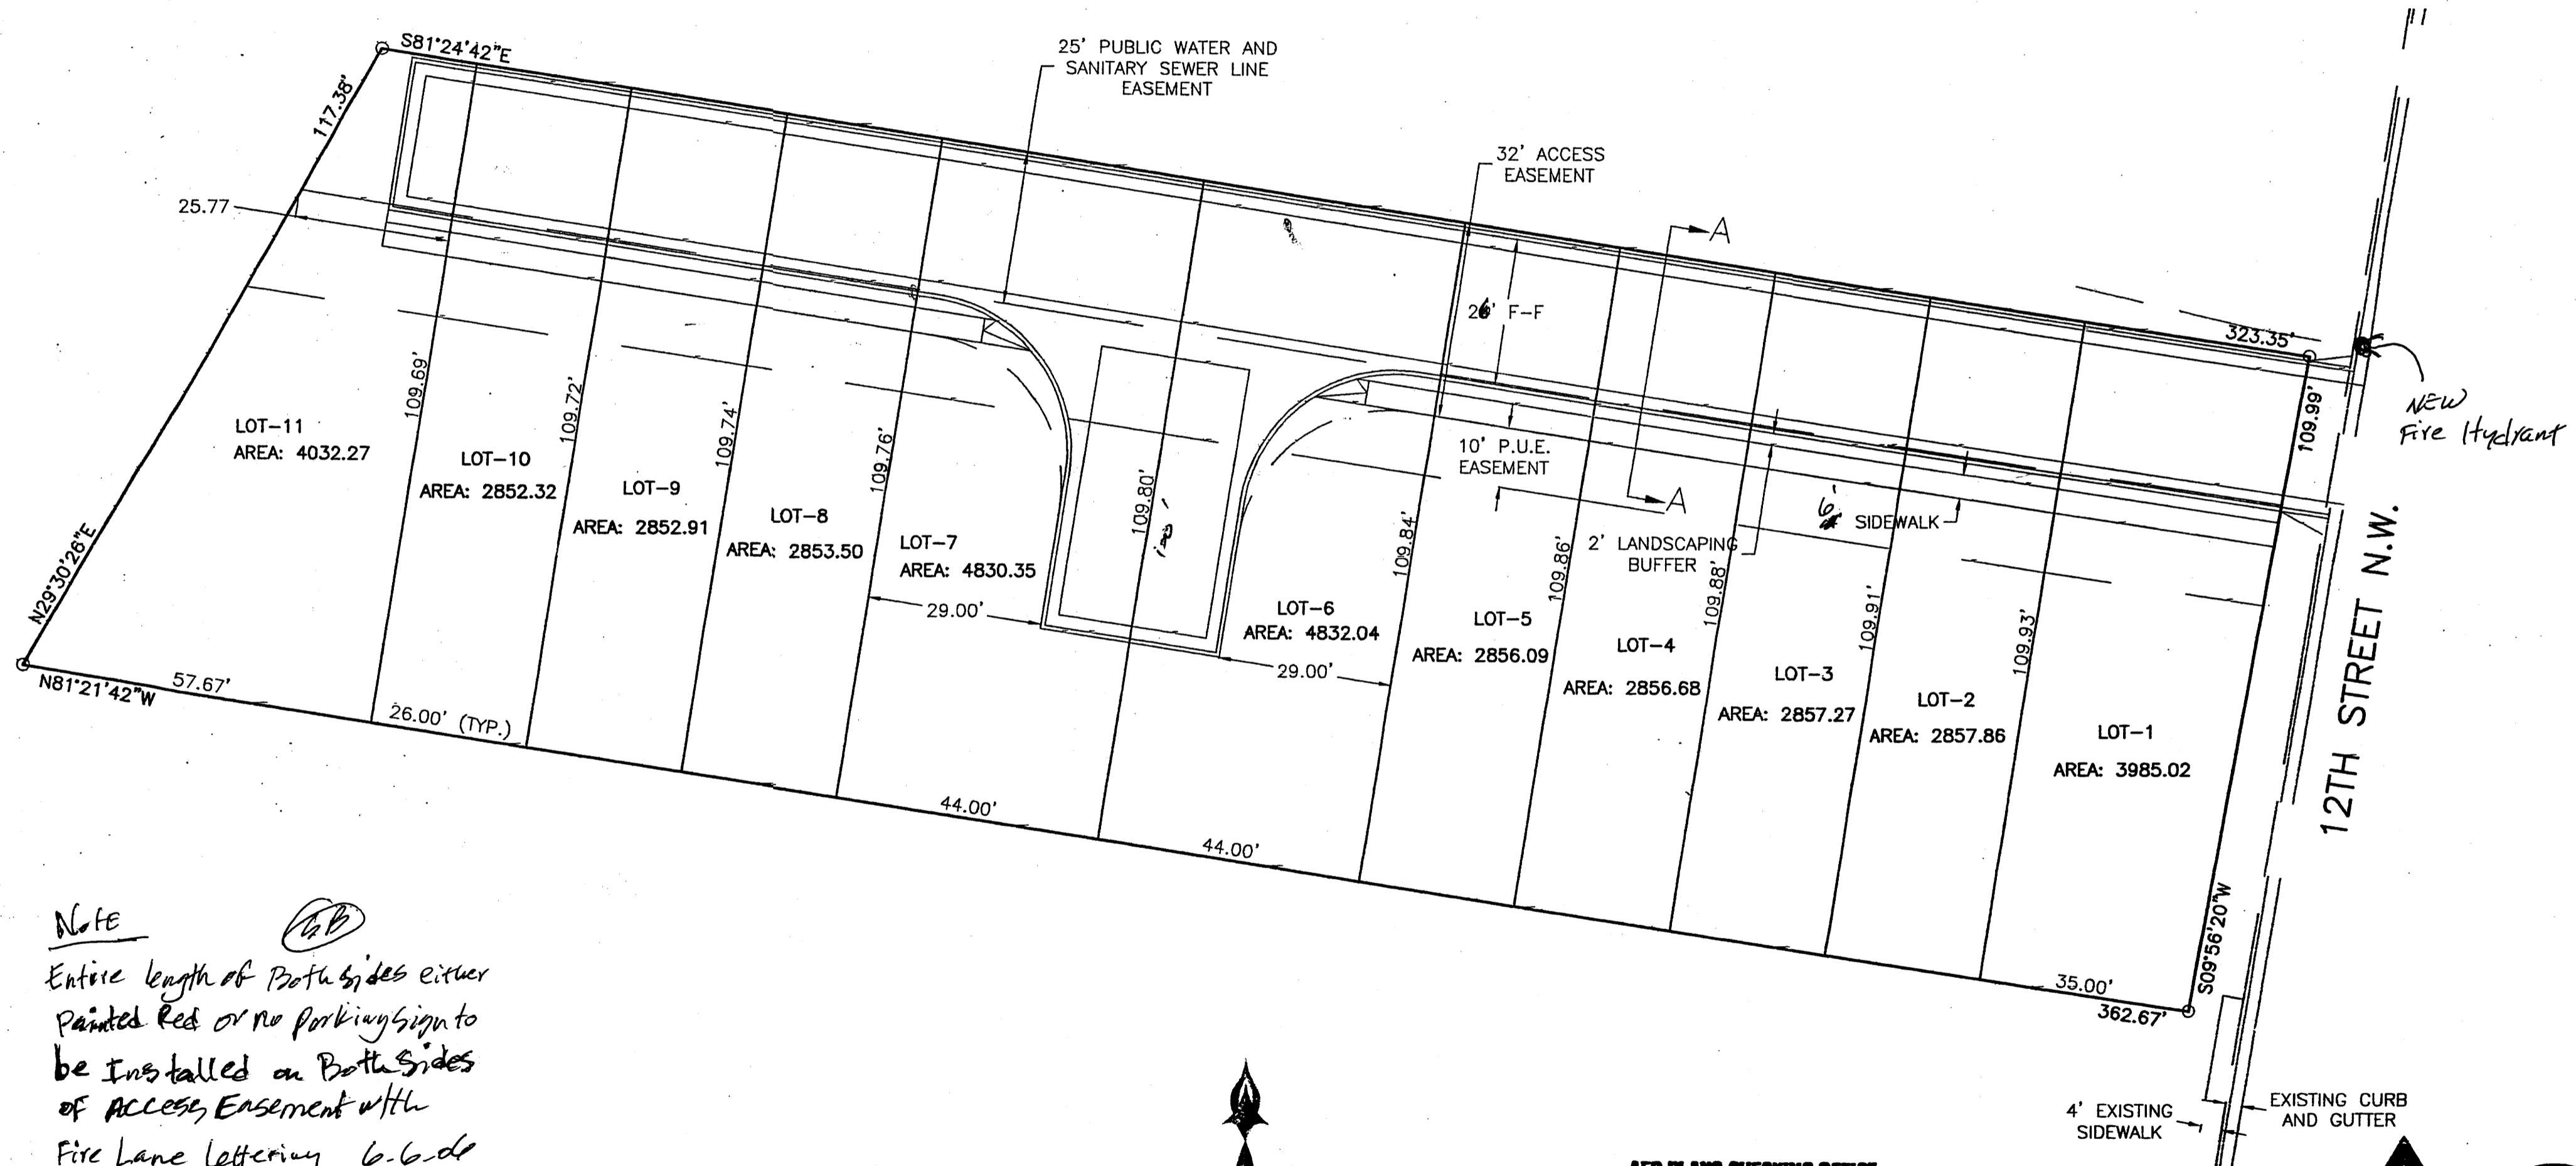 S81°24'42"E
117.38'
25' PUBLIC WATER AND
SANITARY SEWER LINE
EASEMENT
32' ACCESS
EASEMENT
A
25.77
26' F-F
323.35'
NEW
Fire Hydrant
109.99'
10' P.U.E.
EASEMENT
A
6' SIDEWALK
2' LANDSCAPING
BUFFER
109.69'
109.72'
109.74'
109.76'
109.80'
109.84'
109.86'
109.88'
109.91'
109.93'
LOT-11
AREA: 4032.27
LOT-10
AREA: 2852.32
LOT-9
AREA: 2852.91
LOT-8
AREA: 2853.50
LOT-7
AREA: 4830.35
29.00'
LOT-6
AREA: 4832.04
29.00'
LOT-5
AREA: 2856.09
LOT-4
AREA: 2856.68
LOT-3
AREA: 2857.27
LOT-2
AREA: 2857.86
LOT-1
AREA: 3985.02
12TH STREET N.W.
N29°30'26"E
N81°21'42"W
57.67'
26.00' (TYP.)
44.00'
44.00'
35.00'
362.67'
S09°56'20"W
4' EXISTING
SIDEWALK
EXISTING CURB
AND GUTTER
Note
GB
Entire length of Both sides either
Painted Red or no parking sign to
be Installed on Both Sides
of Access Easement with
Fire Lane lettering 6-6-06